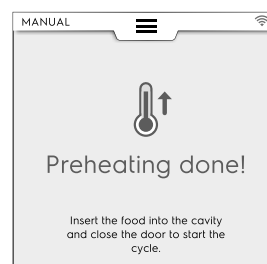 MANUAL
Preheating done!
Insert the food into the cavity
and close the door to start the
cycle.